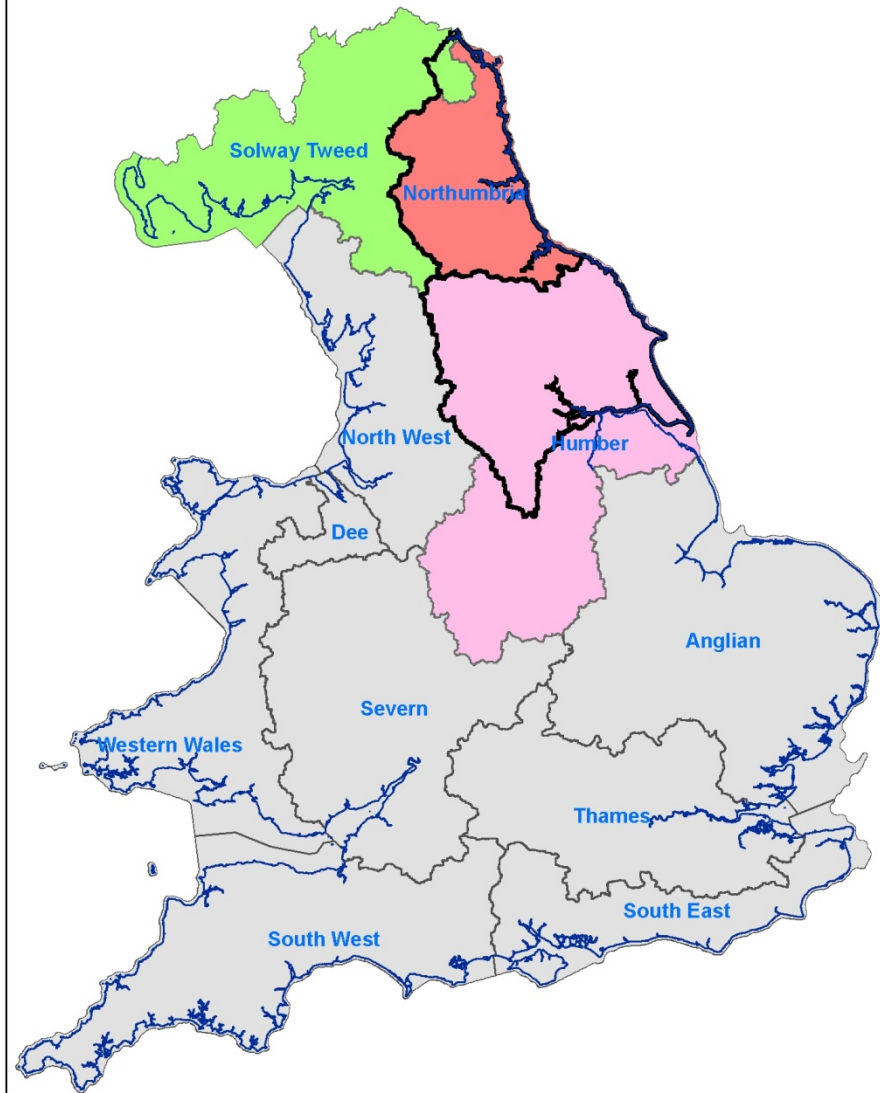 Solway Tweed
Northumbria
North West
Humber
Dee
Anglian
Severn
Western Wales
Thames
South East
South West